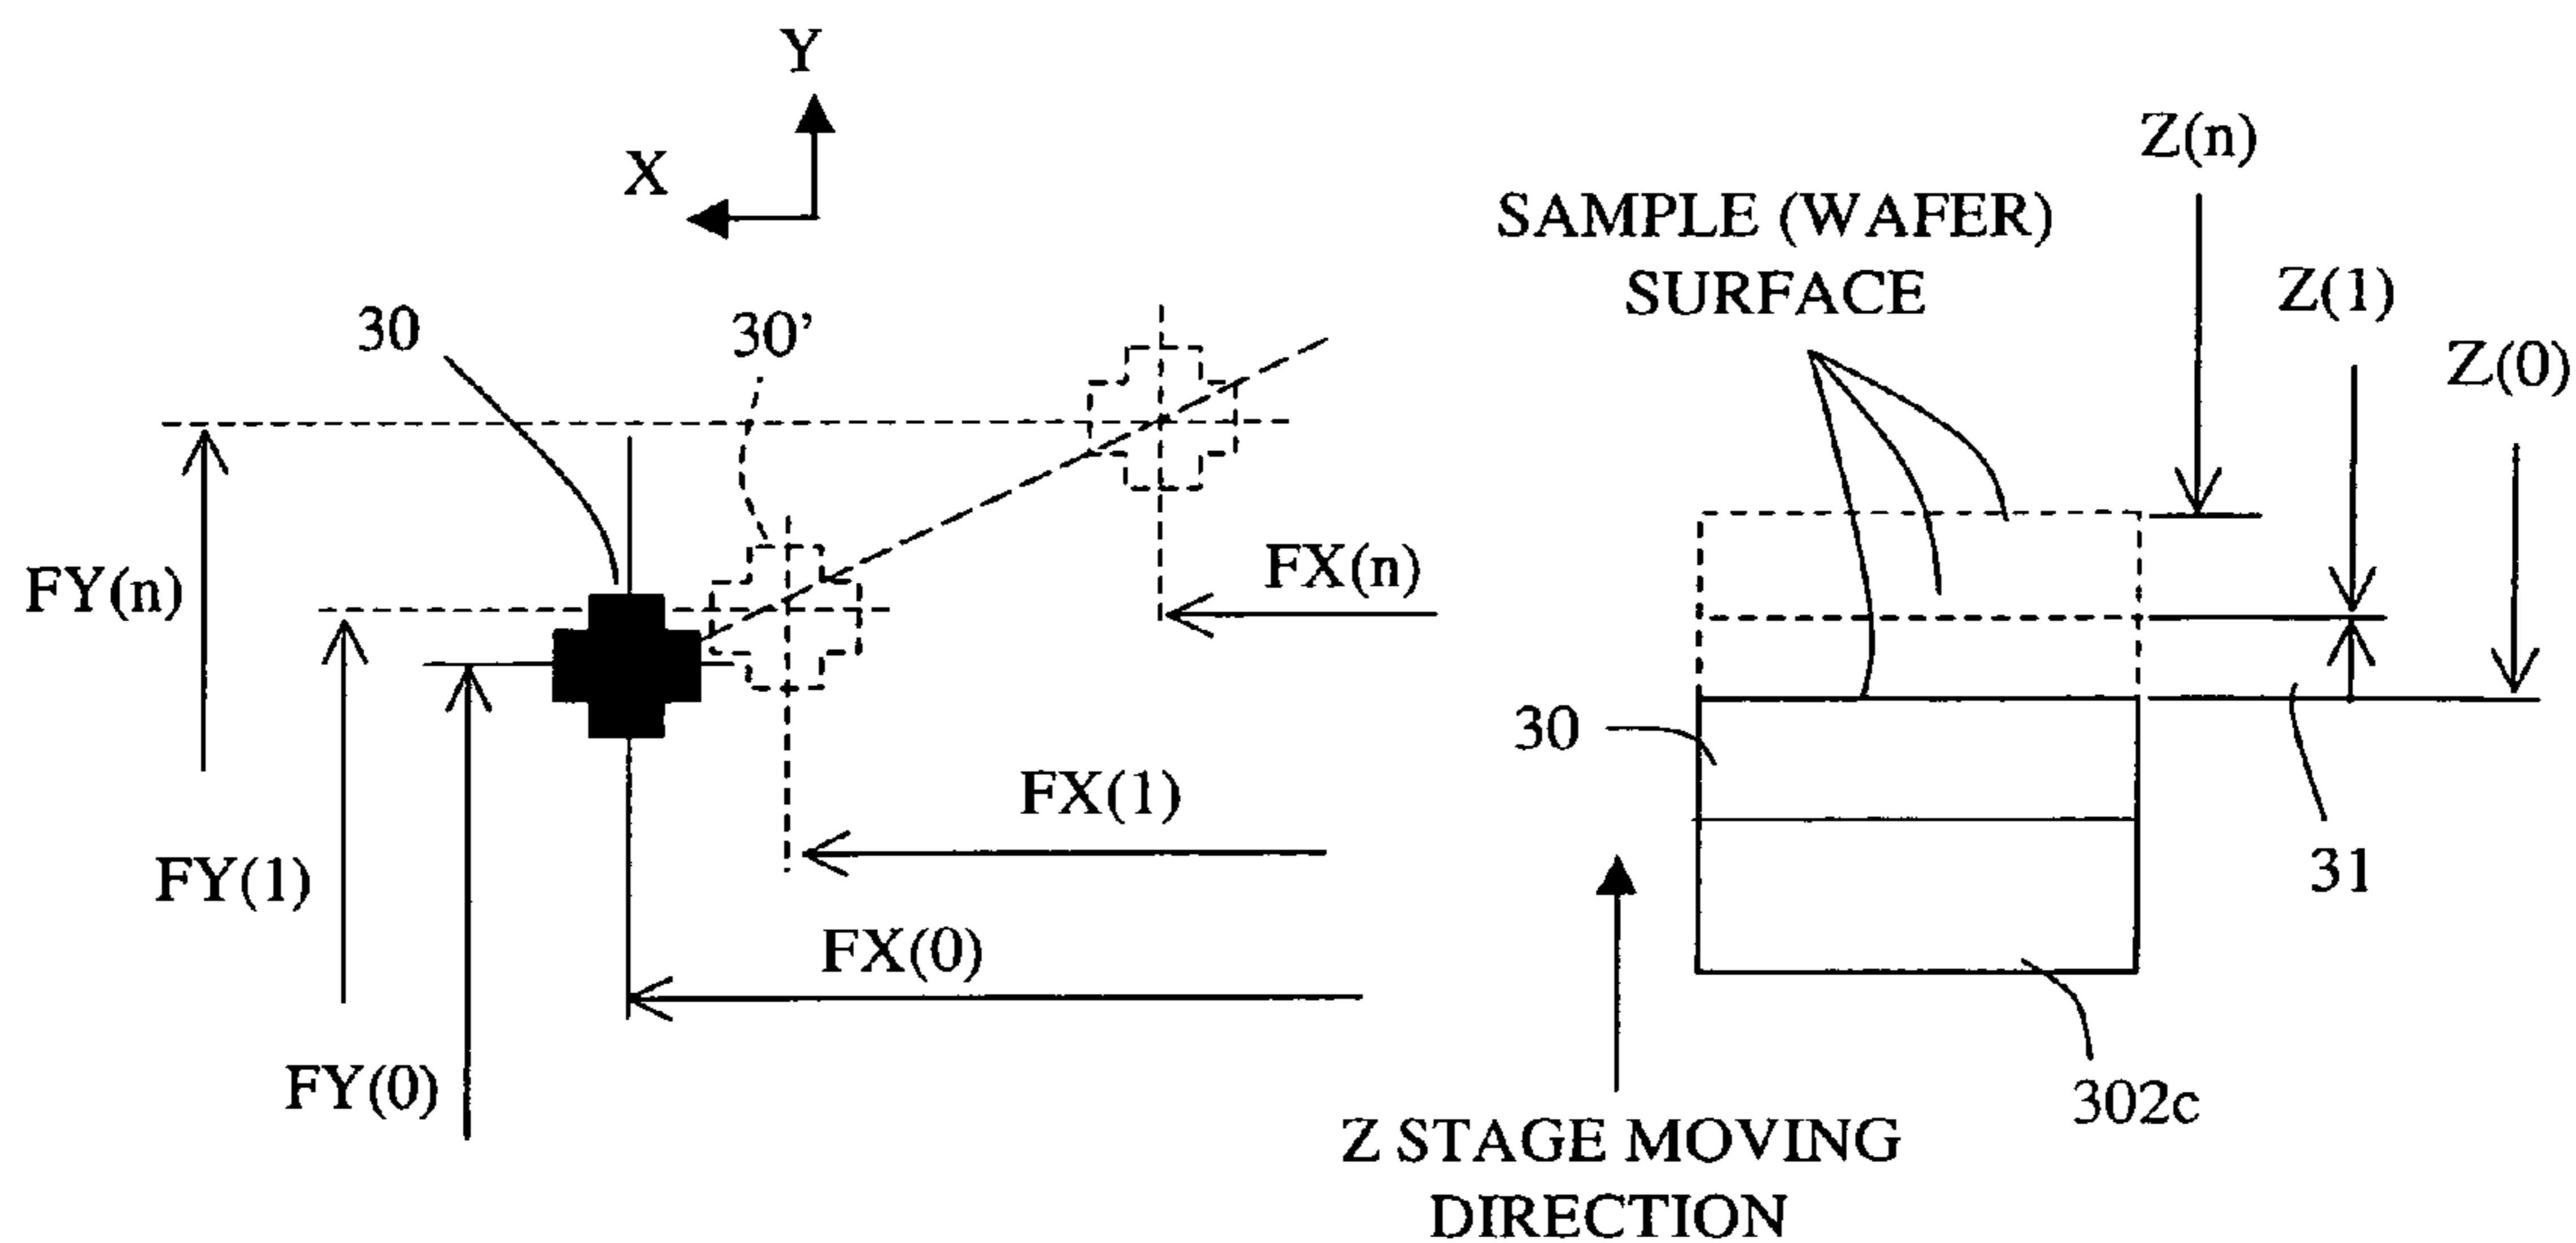 Y
X
Z(n)
SAMPLE (WAFER)
SURFACE
Z(1)
Z(0)
30
30’
FY(n)
FX(n)
30
FX(1)
FY(1)
31
FX(0)
FY(0)
302c
Z STAGE MOVING
DIRECTION